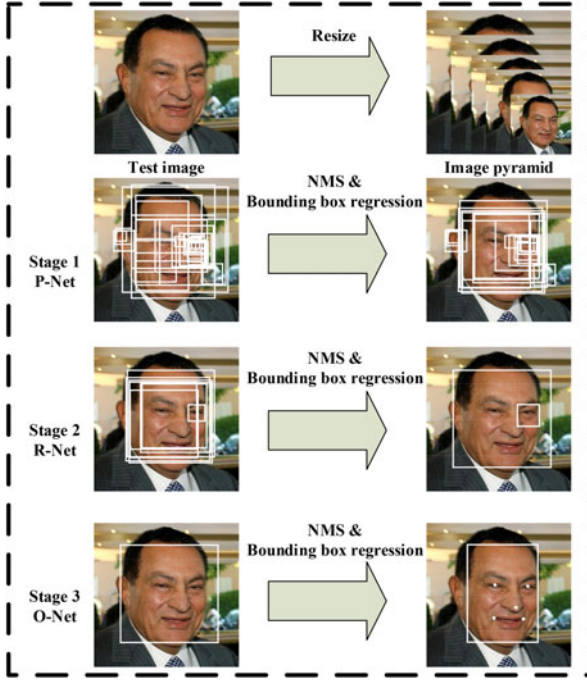 Resize
Test image
Image pyramid
NMS &
Bounding box regression
Stage 1
P-Net
NMS &
Bounding box regression
Stage 2
R-Net
NMS &
Bounding box regression
Stage 3
O-Net